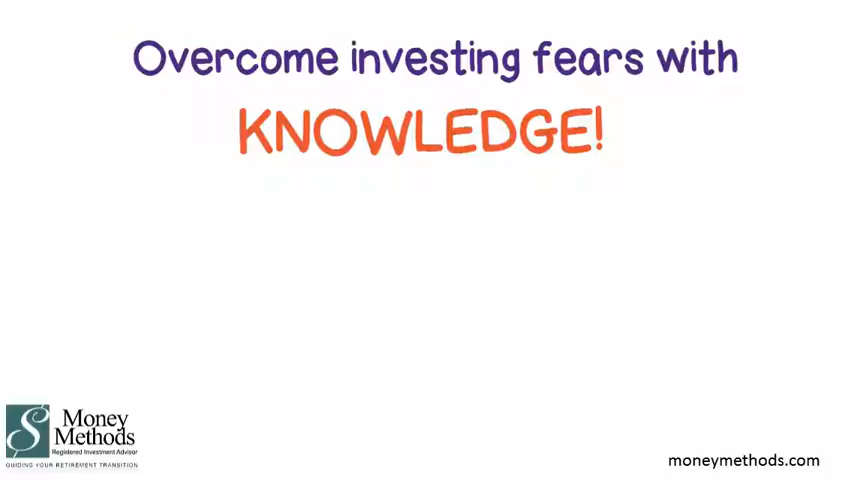 Overcome investing fears with
KNOWLEDGE!
Money
Methods
Registered Investment Advisor
GUIDING YOUR RETIREMENT TRANSITION
moneymethods.com